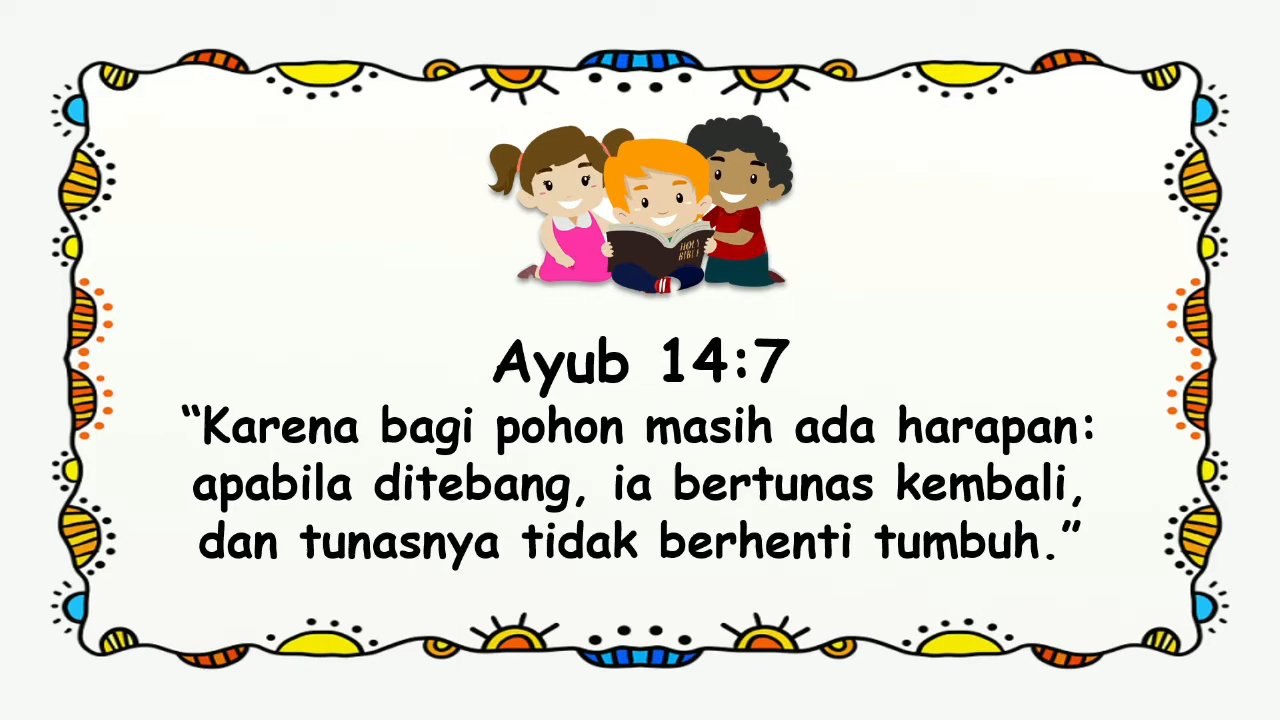 HOLY
BIBLE
Ayub 14:7
“Karena bagi pohon masih ada harapan:
apabila ditebang, ia bertunas kembali,
dan tunasnya tidak berhenti tumbuh.”